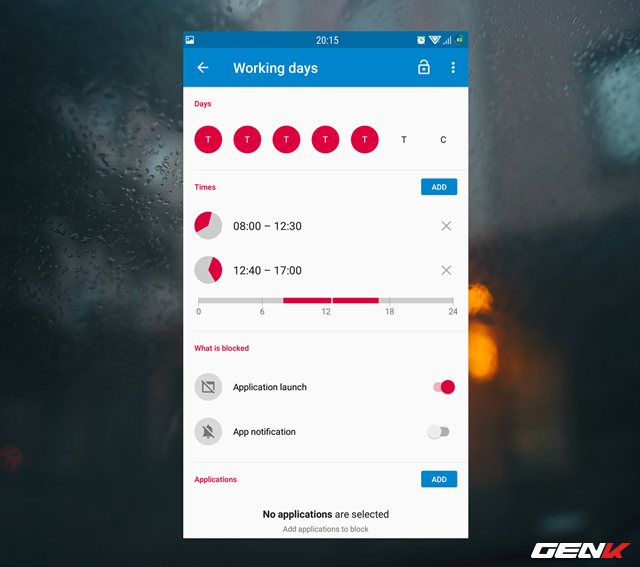 20:15
63
Working days
Days
T T T T T T C
Times
ADD
08:00 – 12:30
12:40 – 17:00
0 6 12 18 24
What is blocked
Application launch
App notification
Applications
ADD
No applications are selected
Add applications to block
GENK